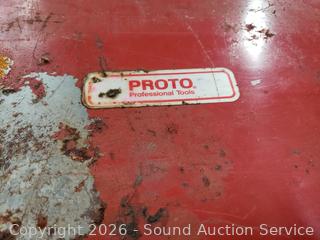 PROTO
Professional Tools
Copyright © 2026 - Sound Auction Service